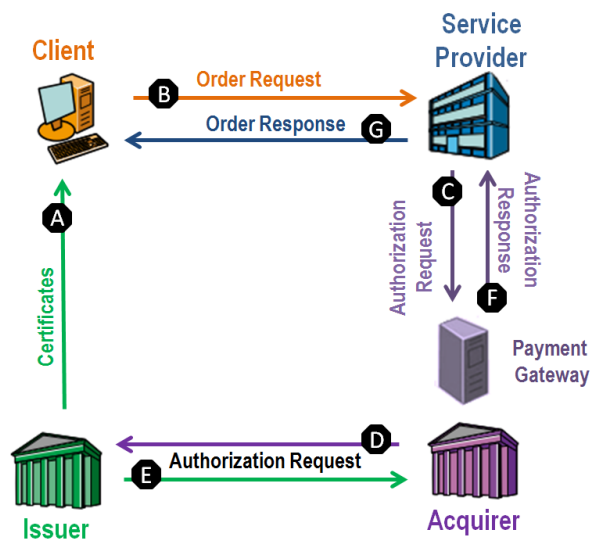 Client
Service
Provider
B
Order Request
Order Response
G
A
Certificates
C
Authorization
Request
Authorization
Response
F
Payment
Gateway
D
Authorization Request
E
Issuer
Acquirer